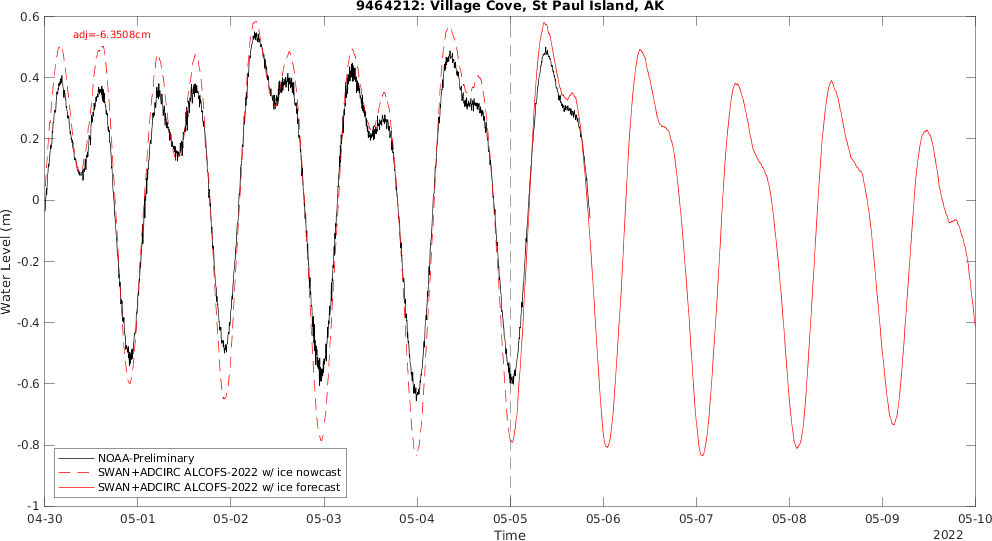 9464212: Village Cove, St Paul Island, AK
adj=-6.3508cm
0.6
0.4
0.2
0
-0.2
-0.4
-0.6
-0.8
-1
Water Level (m)
NOAA-Preliminary
SWAN+ADCIRC ALCOFS-2022 w/ ice nowcast
SWAN+ADCIRC ALCOFS-2022 w/ ice forecast
04-30 05-01 05-02 05-03 05-04 05-05 05-06 05-07 05-08 05-09 05-10
Time
2022